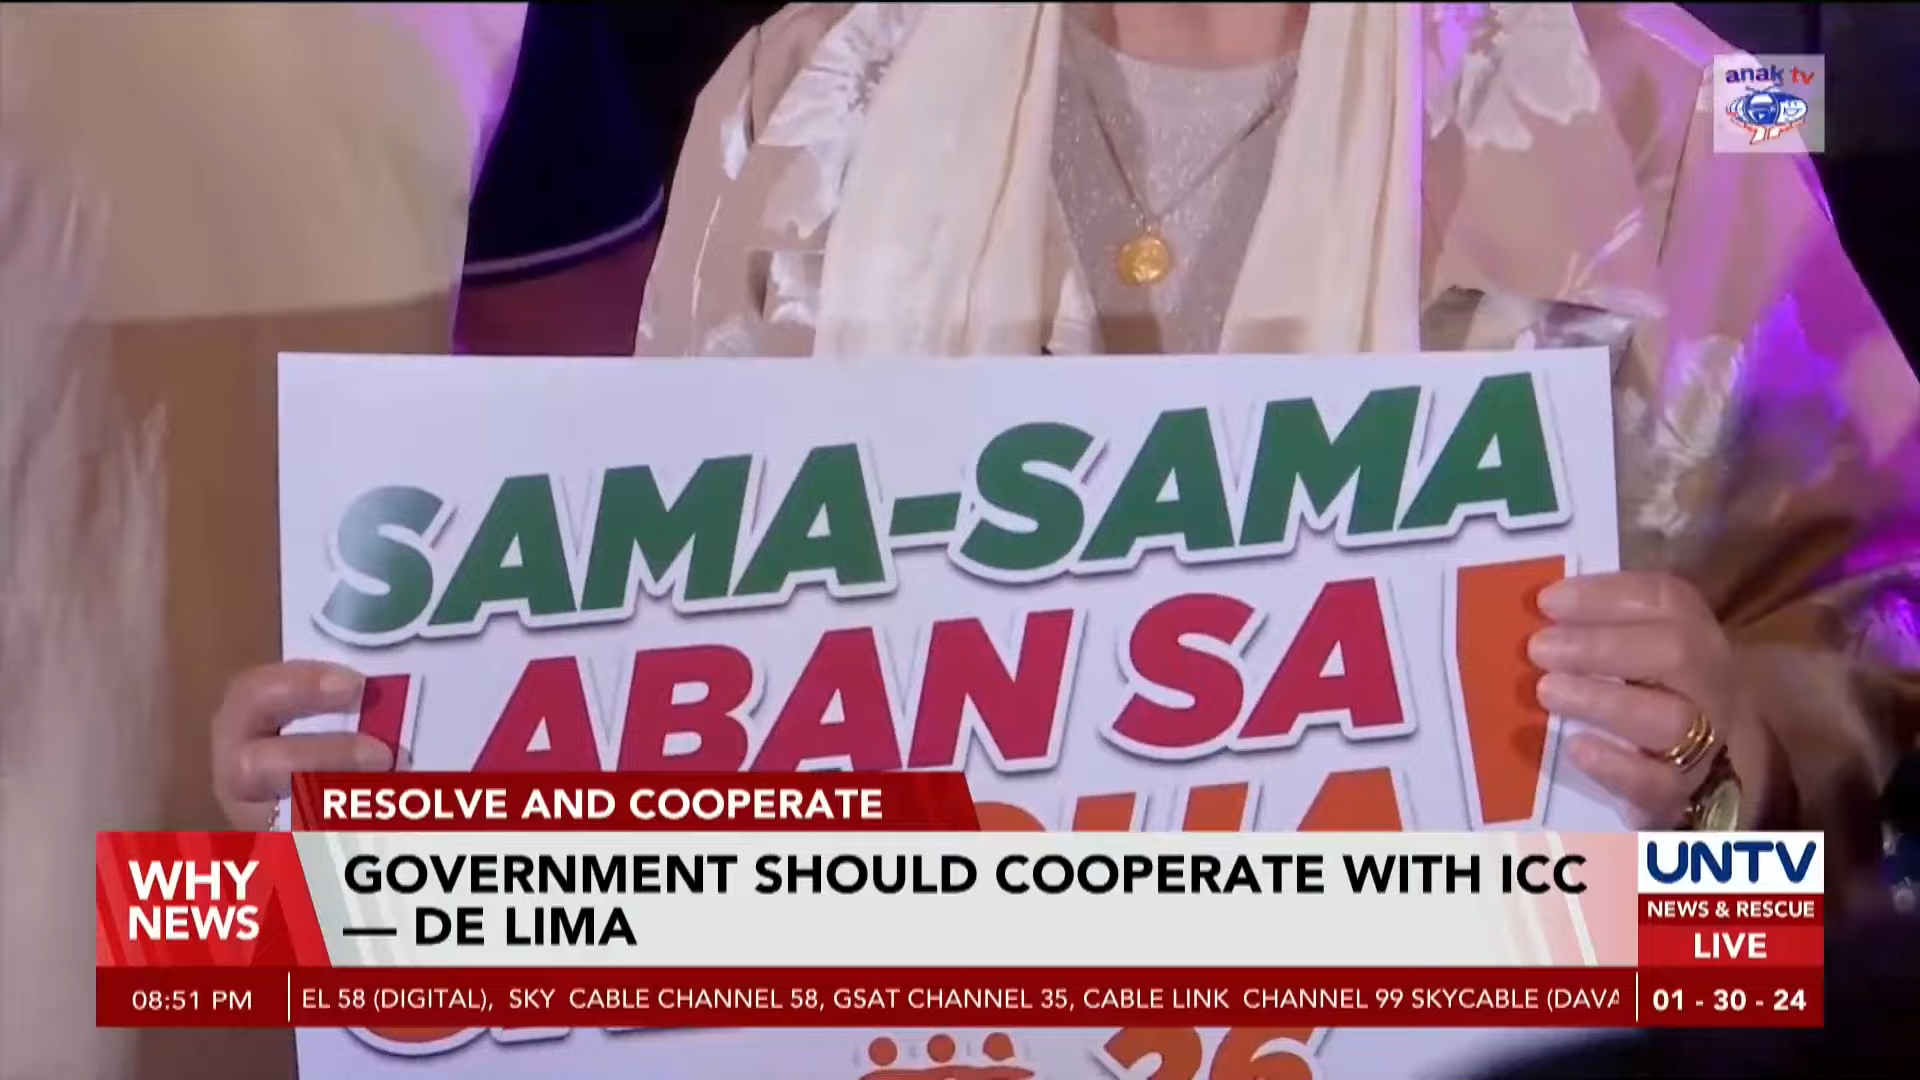 anak tv
SAMA-SAMA
LABAN SA
!
RESOLVE AND COOPERATE
WHY
NEWS
GOVERNMENT SHOULD COOPERATE WITH ICC
— DE LIMA
UNTV
NEWS & RESCUE
LIVE
08:51 PM
EL 58 (DIGITAL), SKY CABLE CHANNEL 58, GSAT CHANNEL 35, CABLE LINK CHANNEL 99 SKYCABLE (DAVA
01 - 30 - 24